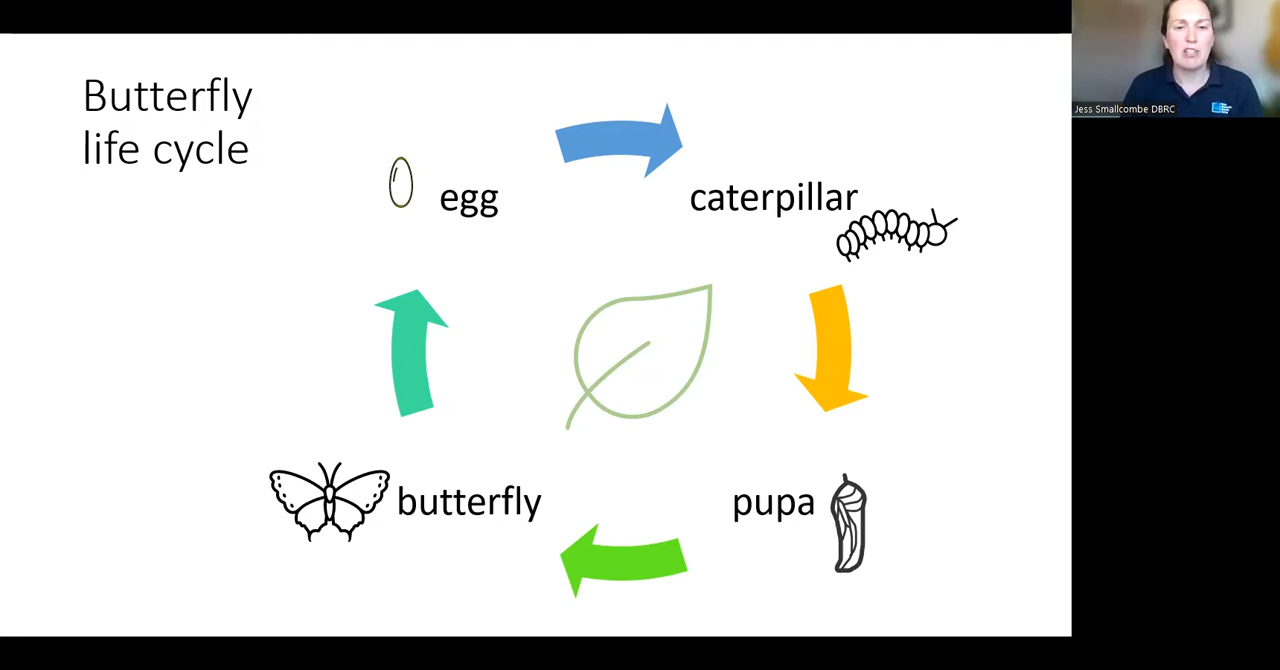 Butterfly
life cycle
egg
caterpillar
butterfly
pupa
Jess Smallcombe DBRC